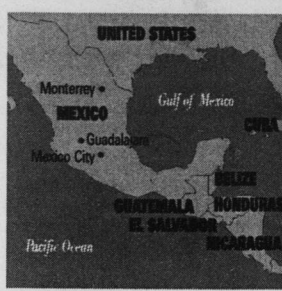 UNITED STATES
Monterrey
Gulf of Mexico
MEXICO
CUBA
Guadalajara
Mexico City
BELIZE
GUATEMALA
HONDURAS
EL SALVADOR
NICARAGUA
Pacific Ocean